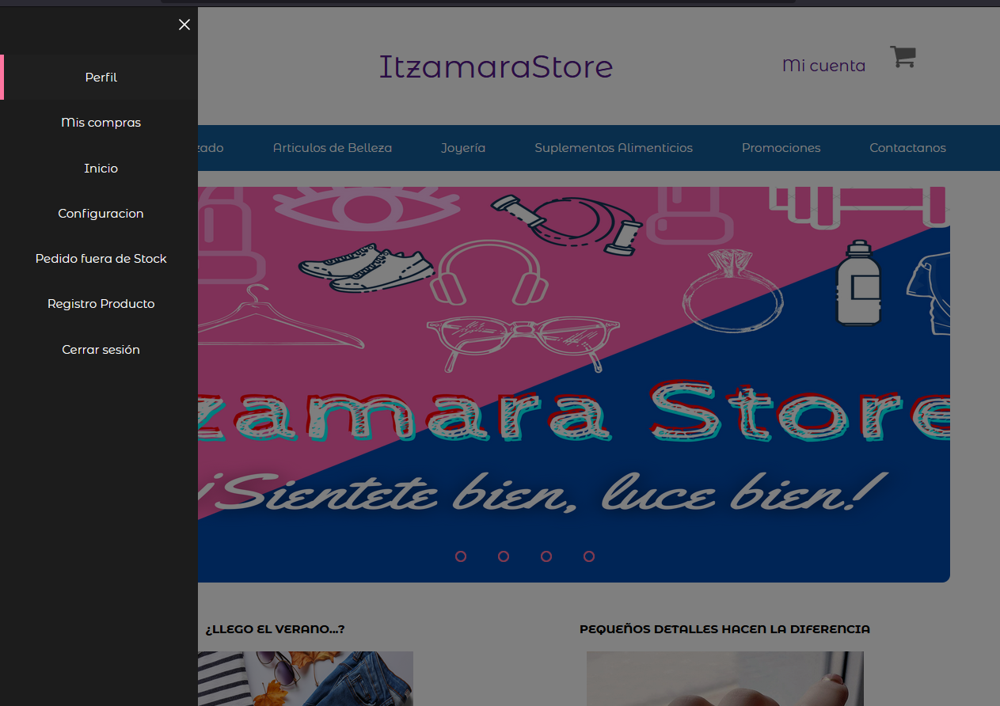 Perfil
Mis compras
Inicio
Configuracion
Pedido fuera de Stock
Registro Producto
Cerrar sesión
ItzamaraStore
Mi cuenta
zado
Articulos de Belleza
Joyería
Suplementos Alimenticios
Promociones
Contactanos
zamara Store
¡Sientete bien, luce bien!
¿LLEGO EL VERANO...?
PEQUEÑOS DETALLES HACEN LA DIFERENCIA